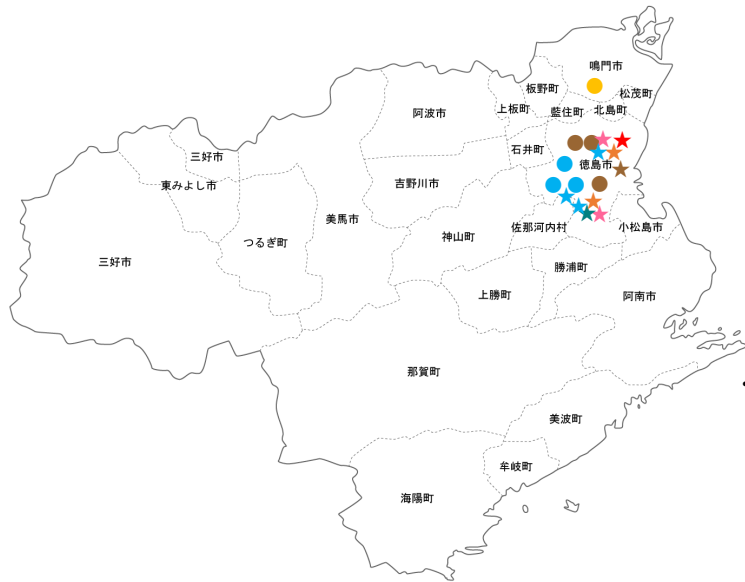 鳴門市
板野町
松茂町
上板町
藍住町
北島町
阿波市
石井町
三好市
徳島市
東みよし市
吉野川市
美馬市
佐那河内村
小松島市
神山町
つるぎ町
三好市
勝浦町
上勝町
阿南市
那賀町
美波町
牟岐町
海陽町